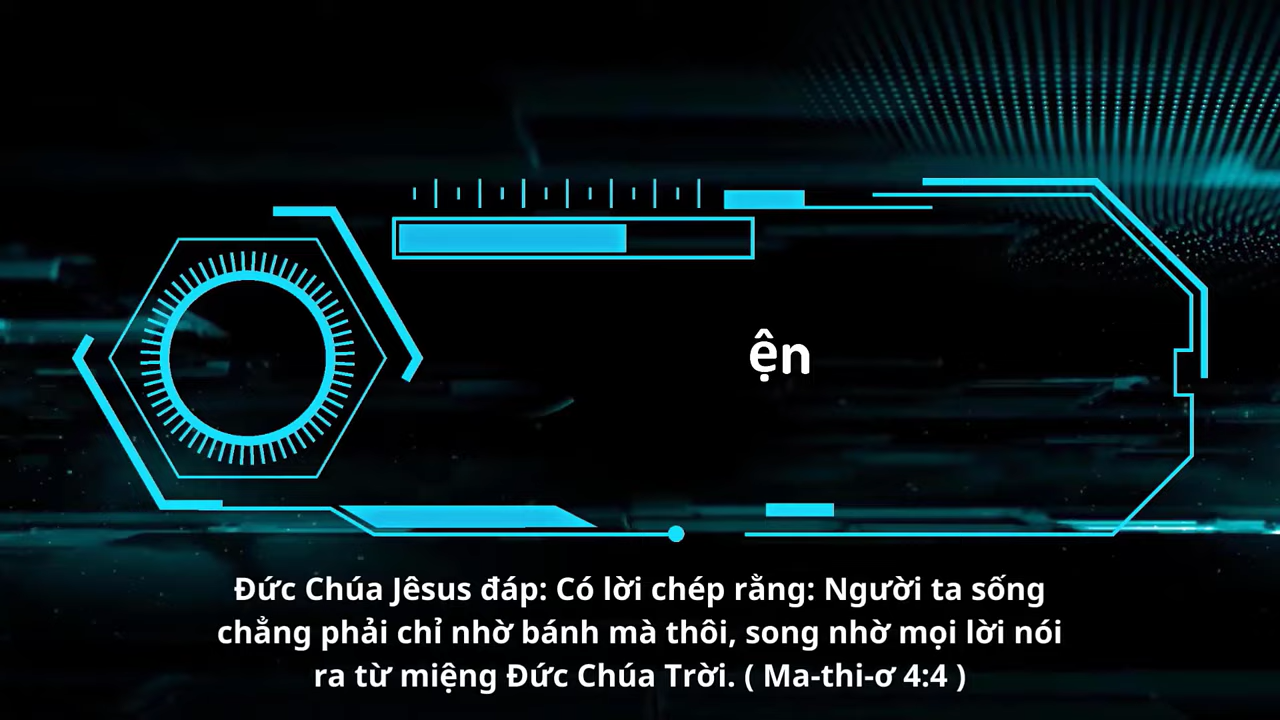 ện
Đức Chúa Jêsus đáp: Có lời chép rằng: Người ta sống
chẳng phải chỉ nhờ bánh mà thôi, song nhờ mọi lời nói
ra từ miệng Đức Chúa Trời. ( Ma-thi-ơ 4:4 )